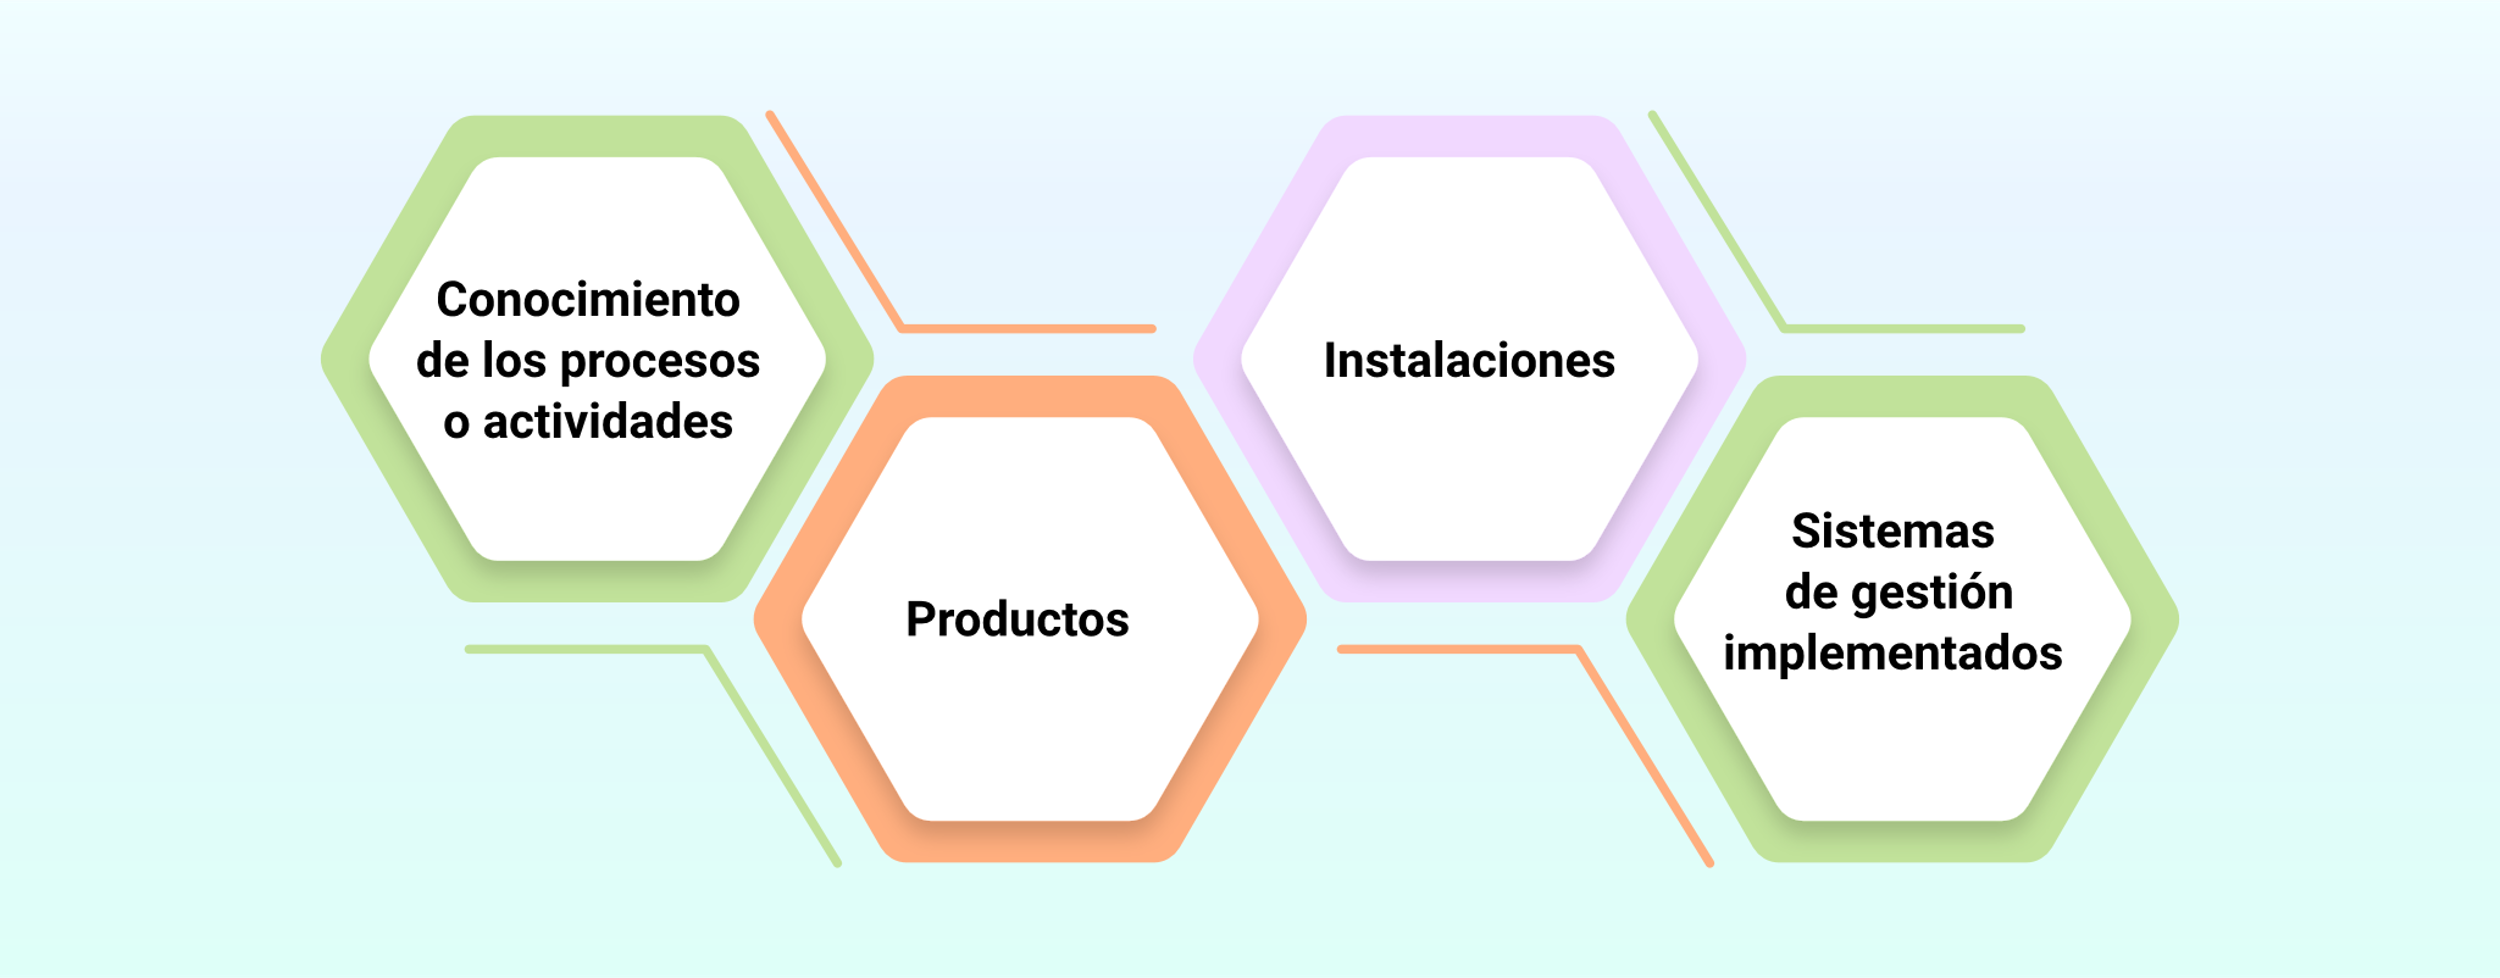 Conocimiento
de los procesos
o actividades
Productos
Instalaciones
Sistemas
de gestión
implementados